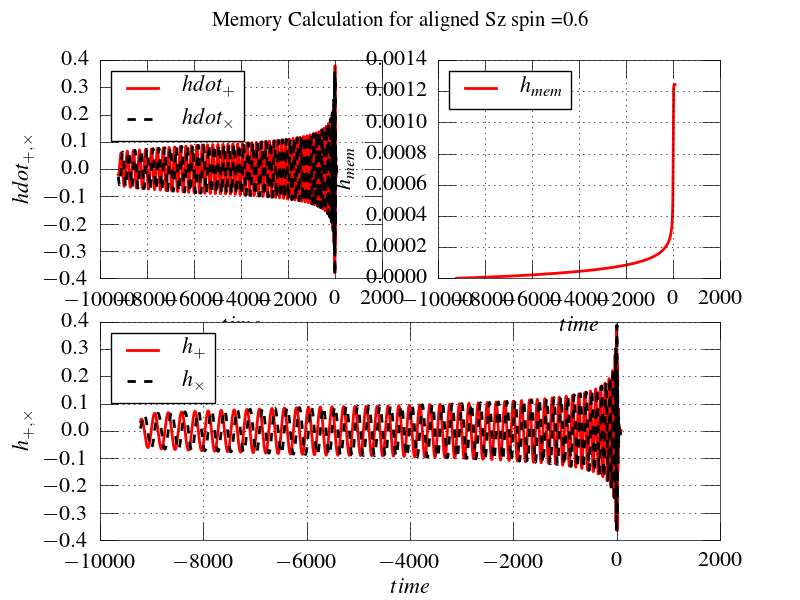 Memory Calculation for aligned Sz spin =0.6
0.4
0.3
0.2
0.1
0.0
−0.1
−0.2
−0.3
−0.4
hdot+,×
hdot+
hdot×
−10000 −8000 −6000 −4000 −2000 0 2000
time
0.0014
0.0012
0.0010
0.0008
0.0006
0.0004
0.0002
0.0000
hmem
hmem
−10000 −8000 −6000 −4000 −2000 0 2000
time
0.4
0.3
0.2
0.1
0.0
−0.1
−0.2
−0.3
−0.4
h+,×
h+
h×
−10000 −8000 −6000 −4000 −2000 0 2000
time